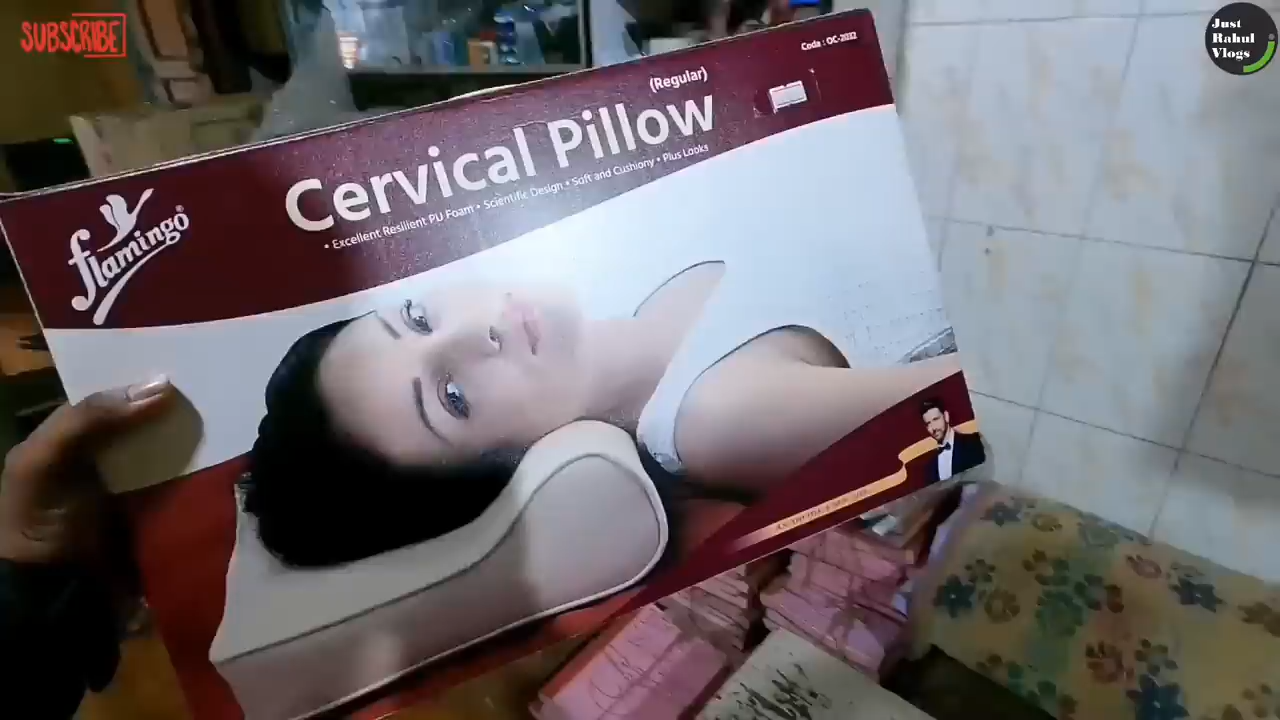 SUBSCRIBE
Just
Rahul
Vlogs
Code : OC-2032
(Regular)
Cervical Pillow
• Excellent Resilient PU Foam • Scientific Design • Soft and Cushiony • Plus Looks
flamingo®